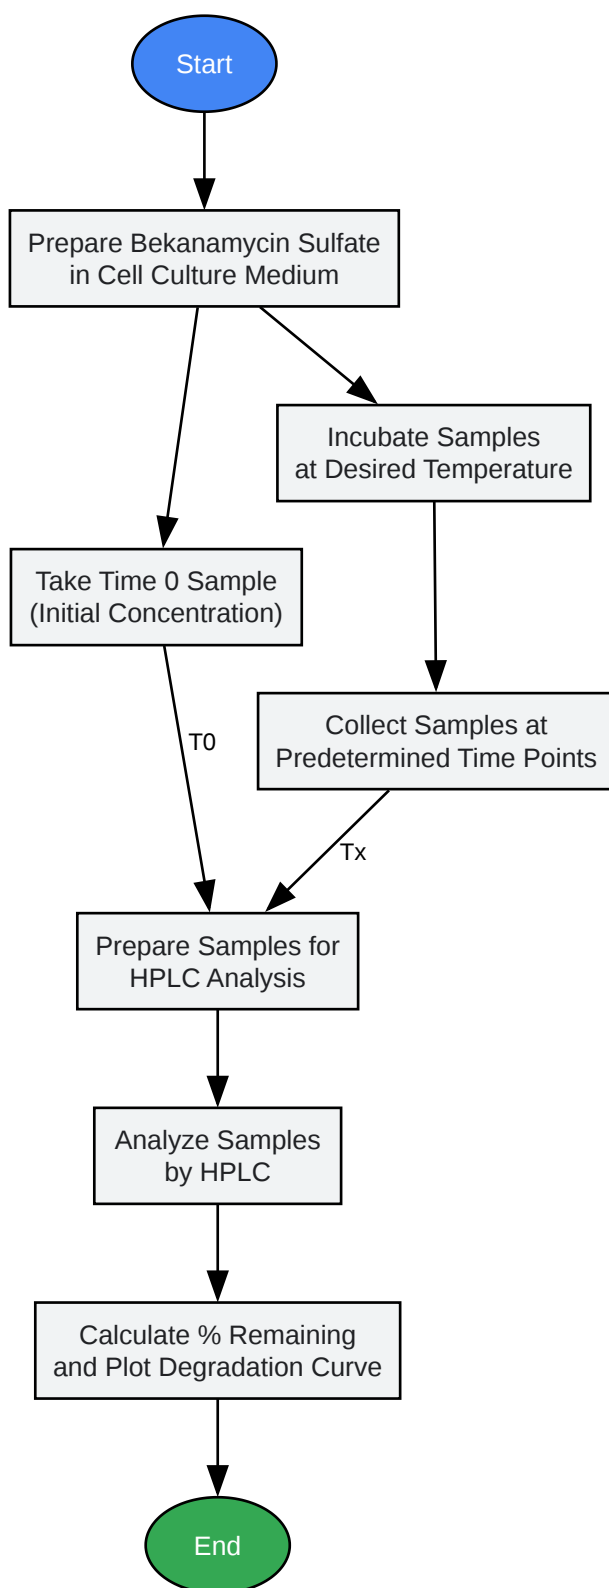 Start
Prepare Bekanamycin Sulfate
in Cell Culture Medium
Incubate Samples
at Desired Temperature
Take Time 0 Sample
(Initial Concentration)
Collect Samples at
Predetermined Time Points
T0
Tx
Prepare Samples for
HPLC Analysis
Analyze Samples
by HPLC
Calculate % Remaining
and Plot Degradation Curve
End